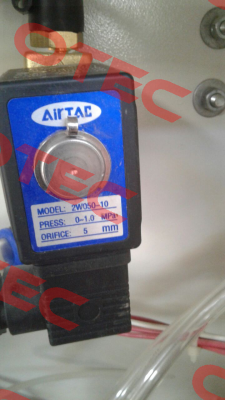 AirTAC
MODEL: 2W050-10
PRESS: 0~1.0 MPa
ORIFICE: 5 mm